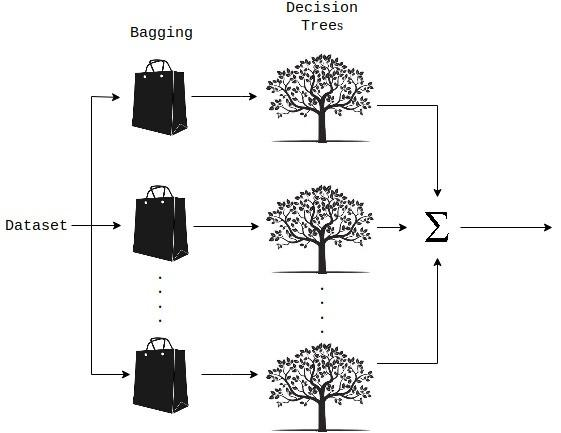 Bagging
Decision
Trees
Dataset
Σ